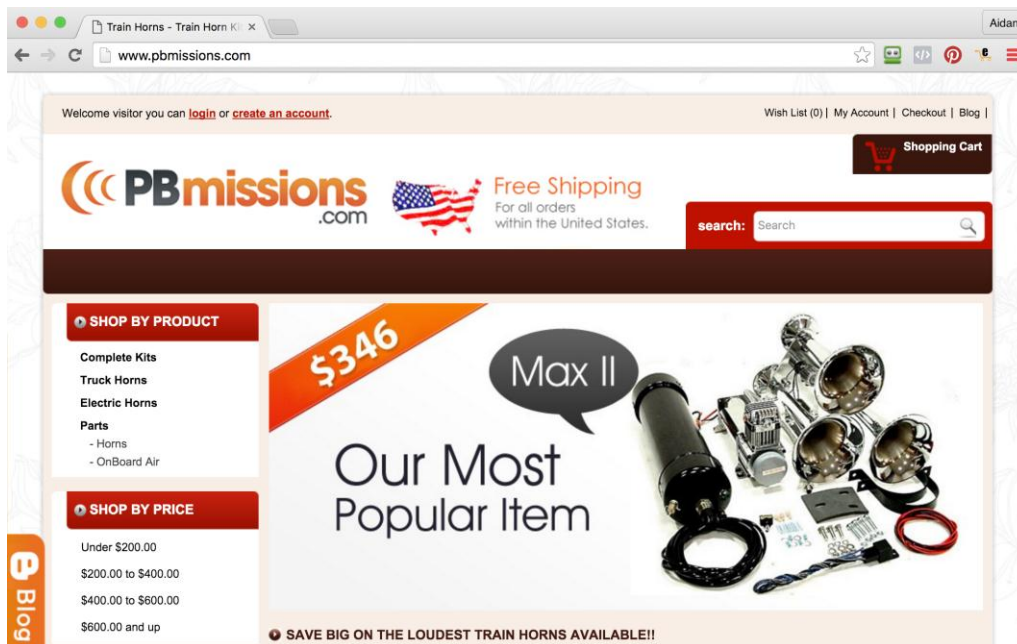 Train Horns - Train Horn Ki
Aidan
www.pbmissions.com
Welcome visitor you can login or create an account.
Wish List (0) | My Account | Checkout | Blog |
Shopping Cart
PBmissions
.com
Free Shipping
For all orders
within the United States.
search: Search
SHOP BY PRODUCT
Complete Kits
Truck Horns
Electric Horns
Parts
- Horns
- OnBoard Air
SHOP BY PRICE
Under $200.00
$200.00 to $400.00
$400.00 to $600.00
$600.00 and up
e Blog
$346
Max II
Our Most
Popular Item
SAVE BIG ON THE LOUDEST TRAIN HORNS AVAILABLE!!